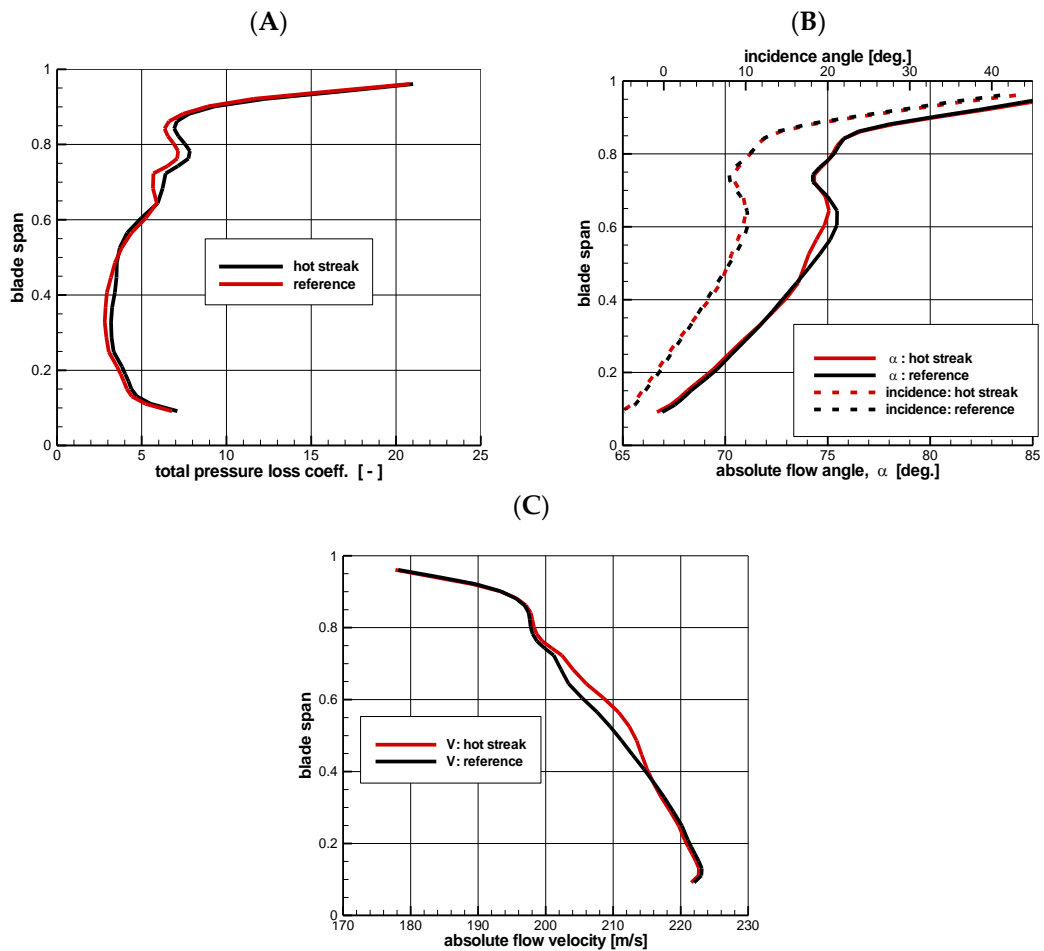 (A)
(B)
blade span
1
0.8
0.6
0.4
0.2
0
0 5 10 15 20 25
total pressure loss coeff. [ - ]
hot streak
reference
incidence angle [deg.]
0 10 20 30 40
blade span
1
0.8
0.6
0.4
0.2
0
65 70 75 80 85
absolute flow angle, α [deg.]
α : hot streak
α : reference
incidence: hot streak
incidence: reference
(C)
blade span
1
0.8
0.6
0.4
0.2
0
170 180 190 200 210 220 230
absolute flow velocity [m/s]
V: hot streak
V: reference